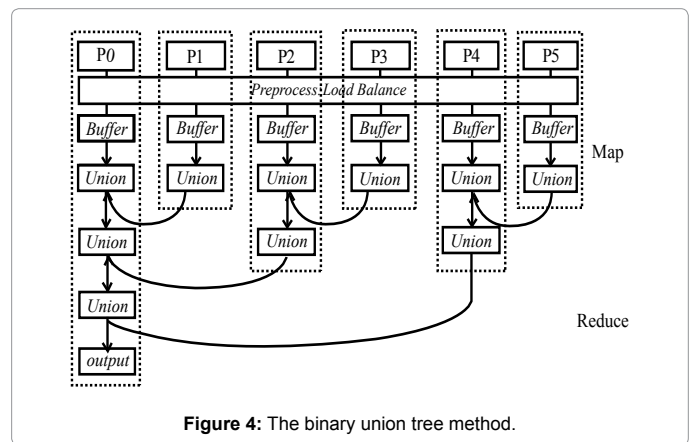 P0 P1 P2 P3 P4 P5
Preprocess Load Balance
Buffer Buffer Buffer Buffer Buffer Buffer
Map
Union Union Union Union Union Union
Union Union Union
Union
Reduce
output
Figure 4: The binary union tree method.